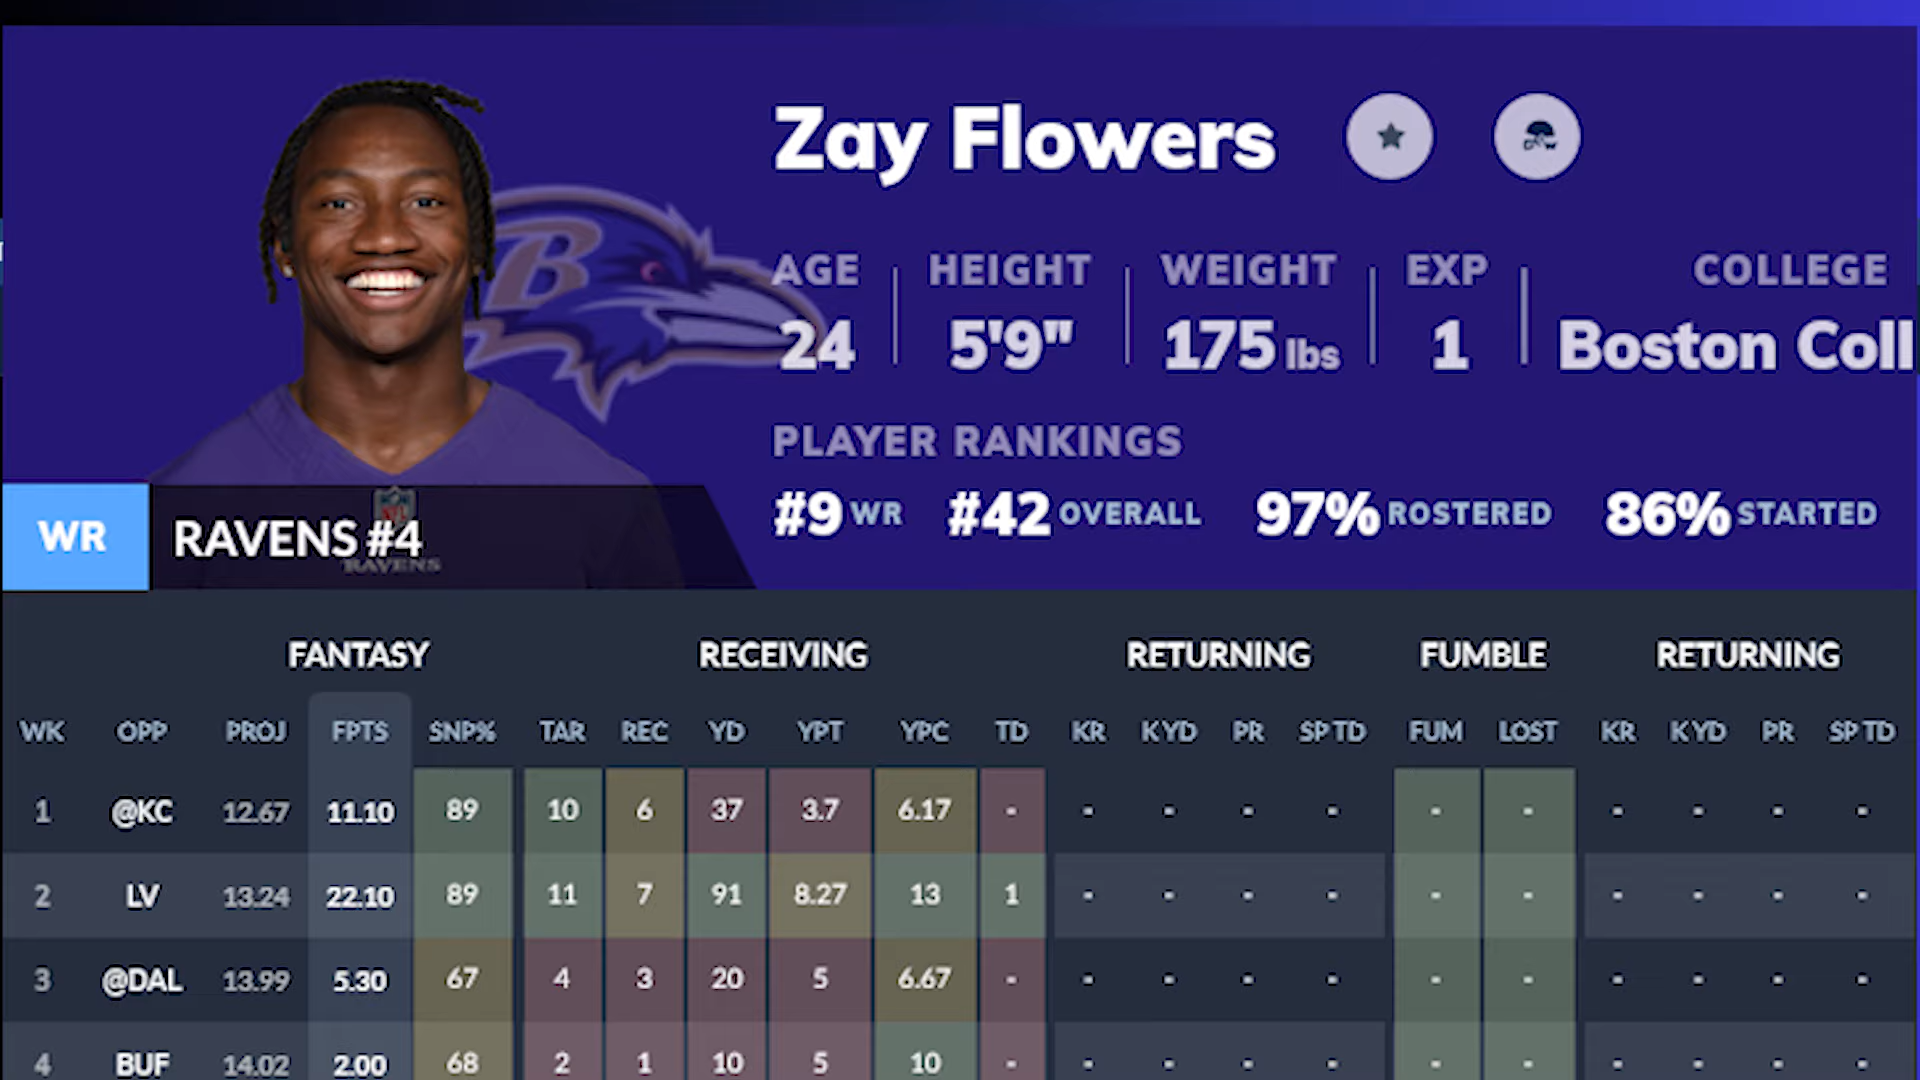 Zay Flowers
AGE HEIGHT WEIGHT EXP COLLEGE
24 5'9" 175 lbs 1 Boston Coll
PLAYER RANKINGS
#9 WR #42 OVERALL 97% ROSTERED 86% STARTED
B
NFL
WR RAVENS #4
RAVENS
FANTASY RECEIVING RETURNING FUMBLE RETURNING
WK OPP PROJ FPTS SNP% TAR REC YD YPT YPC TD KR KYD PR SP TD FUM LOST KR KYD PR SP TD
1 @KC 12.67 11.10 89 10 6 37 3.7 6.17 - - - - - - - - - - -
2 LV 13.24 22.10 89 11 7 91 8.27 13 1 - - - - - - - - - -
3 @DAL 13.99 5.30 67 4 3 20 5 6.67 - - - - - - - - - - -
4 BUF 14.02 2.00 68 2 1 10 5 10 - - - - - - - - - - -